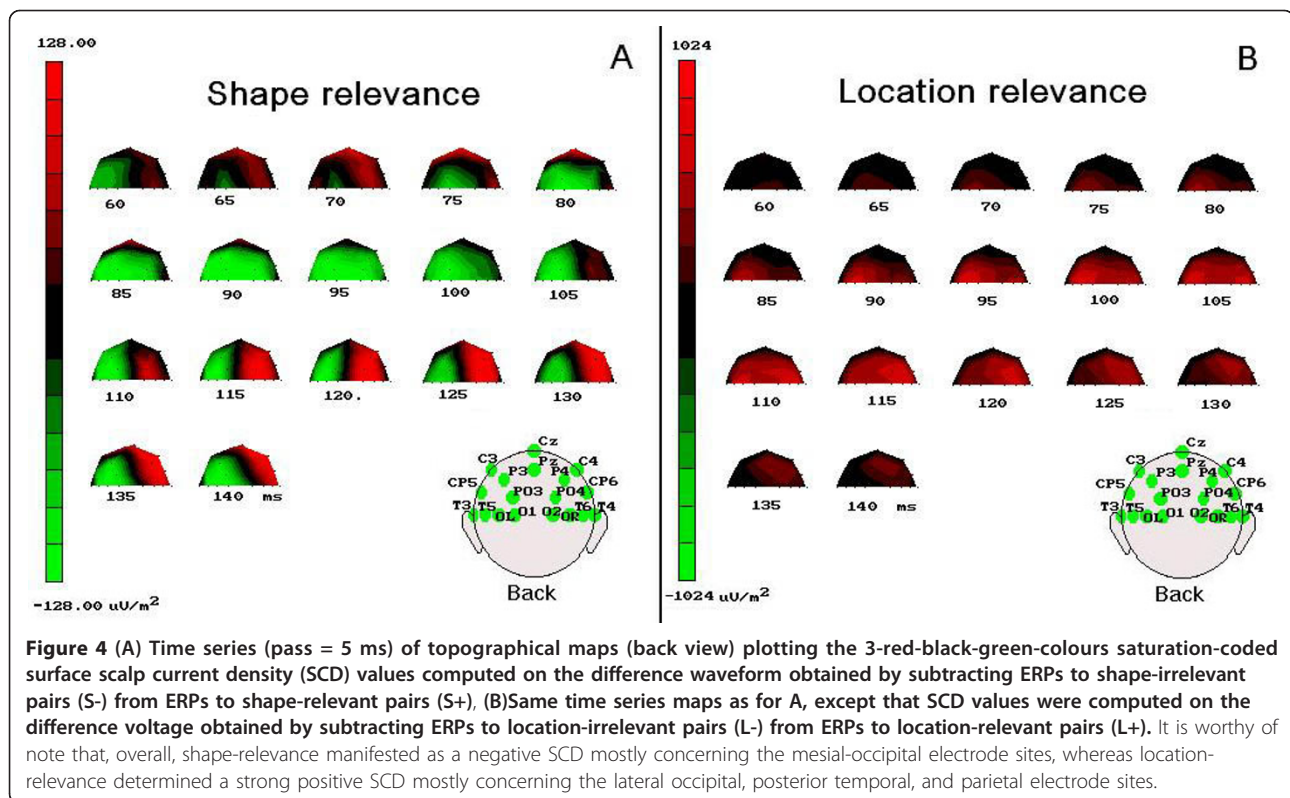 128.00
A
Shape relevance
60 65 70 75 80
85 90 95 100 105
110 115 120. 125 130
135 140 ms
Cz
C3 Pz C4
P3 P4
CP5 CP6
PO3 PO4
T3 T5 OL O1 O2 OR T6 T4
Back
-128.00 uV/m²
1024
B
Location relevance
60 65 70 75 80
85 90 95 100 105
110 115 120 125 130
135 140 ms
Cz
C3 Pz C4
P3 P4
CP5 CP6
PO3 PO4
T3 T5 OL O1 O2 OR T6 T4
Back
-1024 uV/m²
Figure 4 (A) Time series (pass = 5 ms) of topographical maps (back view) plotting the 3-red-black-green-colours saturation-coded
surface scalp current density (SCD) values computed on the difference waveform obtained by subtracting ERPs to shape-irrelevant
pairs (S-) from ERPs to shape-relevant pairs (S+), (B)Same time series maps as for A, except that SCD values were computed on the
difference voltage obtained by subtracting ERPs to location-irrelevant pairs (L-) from ERPs to location-relevant pairs (L+). It is worthy of
note that, overall, shape-relevance manifested as a negative SCD mostly concerning the mesial-occipital electrode sites, whereas location-
relevance determined a strong positive SCD mostly concerning the lateral occipital, posterior temporal, and parietal electrode sites.